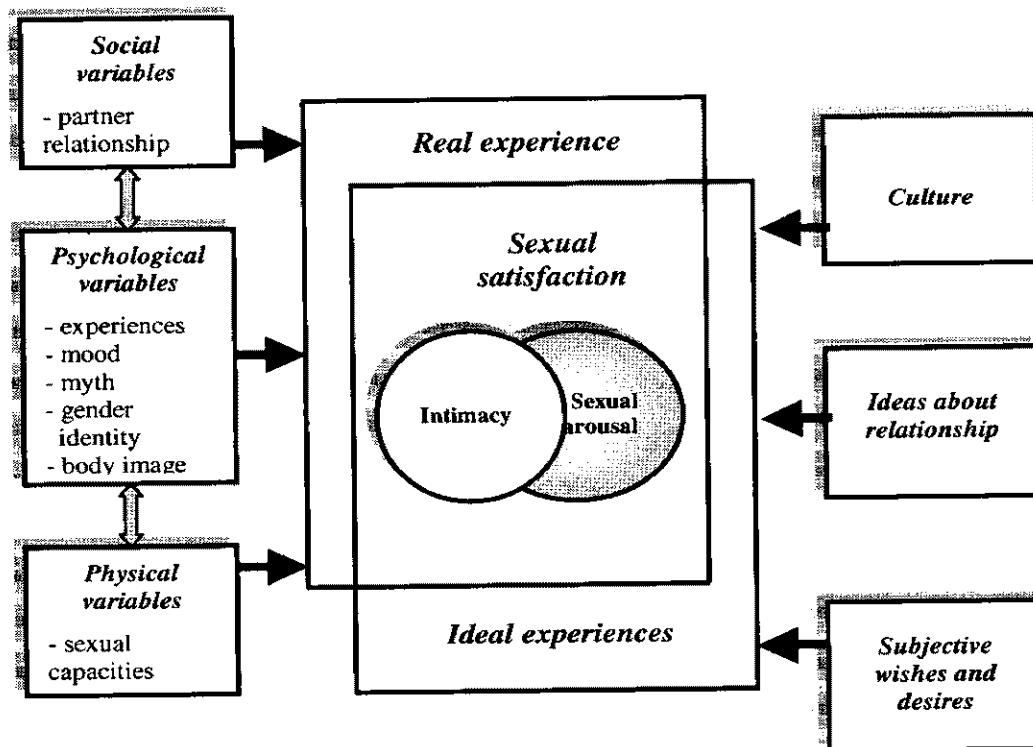 Social
variables
- partner
relationship
Psychological
variables
- experiences
- mood
- myth
- gender
identity
- body image
Physical
variables
- sexual
capacities
Real experience
Sexual
satisfaction
Intimacy
Sexual
arousal
Ideal experiences
Culture
Ideas about
relationship
Subjective
wishes and
desires